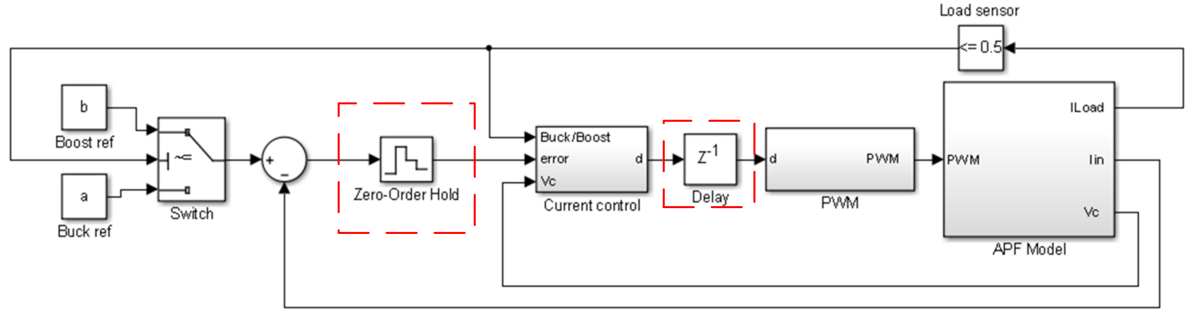 Load sensor
<= 0.5
b
Boost ref
~=
a
Buck ref
Switch
+
−
Zero-Order Hold
Buck/Boost
error
Vc
d
Current control
Z-1
Delay
d
PWM
PWM
PWM
ILoad
Iin
Vc
APF Model